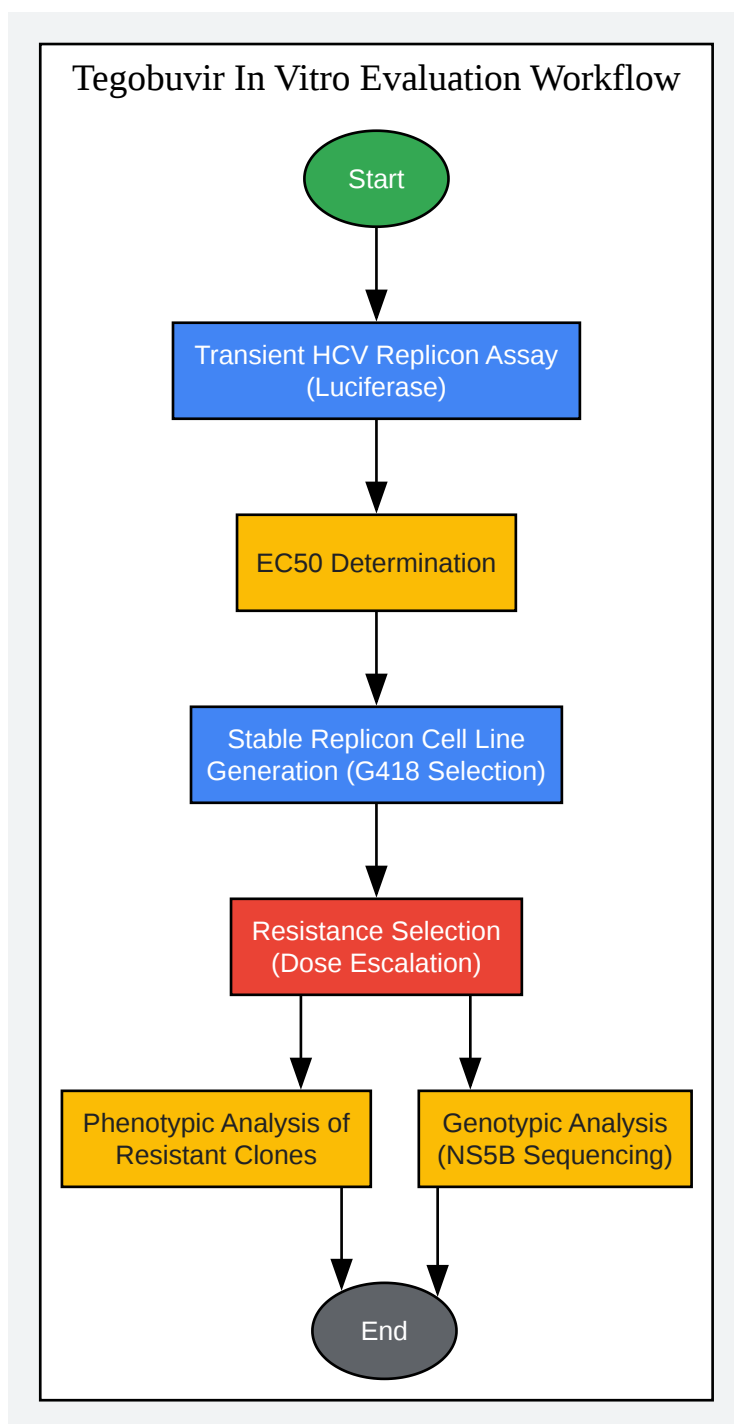 Tegobuvir In Vitro Evaluation Workflow
Start
Transient HCV Replicon Assay
(Luciferase)
EC50 Determination
Stable Replicon Cell Line
Generation (G418 Selection)
Resistance Selection
(Dose Escalation)
Phenotypic Analysis of
Resistant Clones
Genotypic Analysis
(NS5B Sequencing)
End